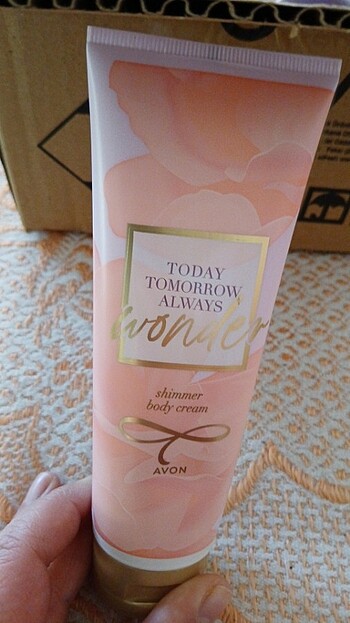 TODAY
TOMORROW
ALWAYS
wonder
shimmer
body cream
AVON